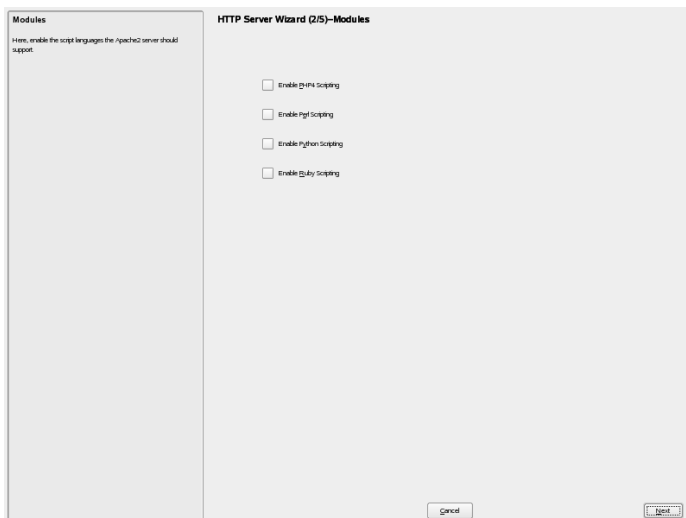 Modules
Here, enable the script languages the Apache2 server should
support.
HTTP Server Wizard (2/5)--Modules
Enable PHP4 Scripting
Enable Perl Scripting
Enable Python Scripting
Enable Ruby Scripting
Cancel
Next